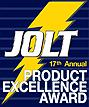 JOLT
17th Annual
PRODUCT
EXCELLENCE
AWARD